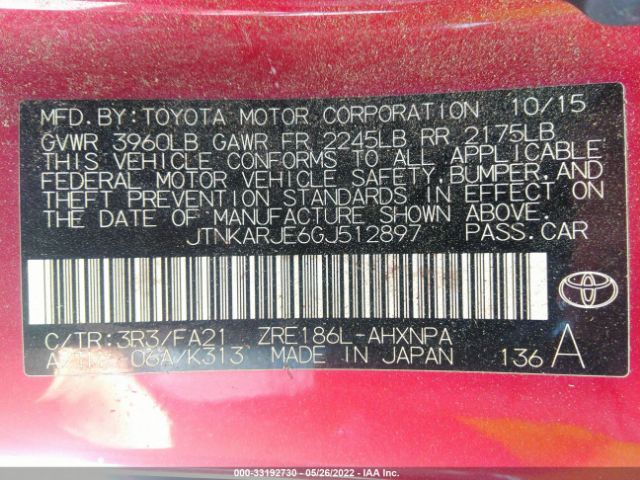 MFD. BY: TOYOTA MOTOR CORPORATION 10/15
GVWR 3960LB GAWR FR 2245LB RR 2175LB
THIS VEHICLE CONFORMS TO ALL APPLICABLE
FEDERAL MOTOR VEHICLE SAFETY, BUMPER, AND
THEFT PREVENTION STANDARDS IN EFFECT ON
THE DATE OF MANUFACTURE SHOWN ABOVE.
JTNKARJE6GJ512897 PASS. CAR
C/TR: 3R3/FA21 ZRE186L-AHXNPA
06A/K313 MADE IN JAPAN 136 A
TOYOTA
000-33192730 - 05/26/2022 - IAA Inc.